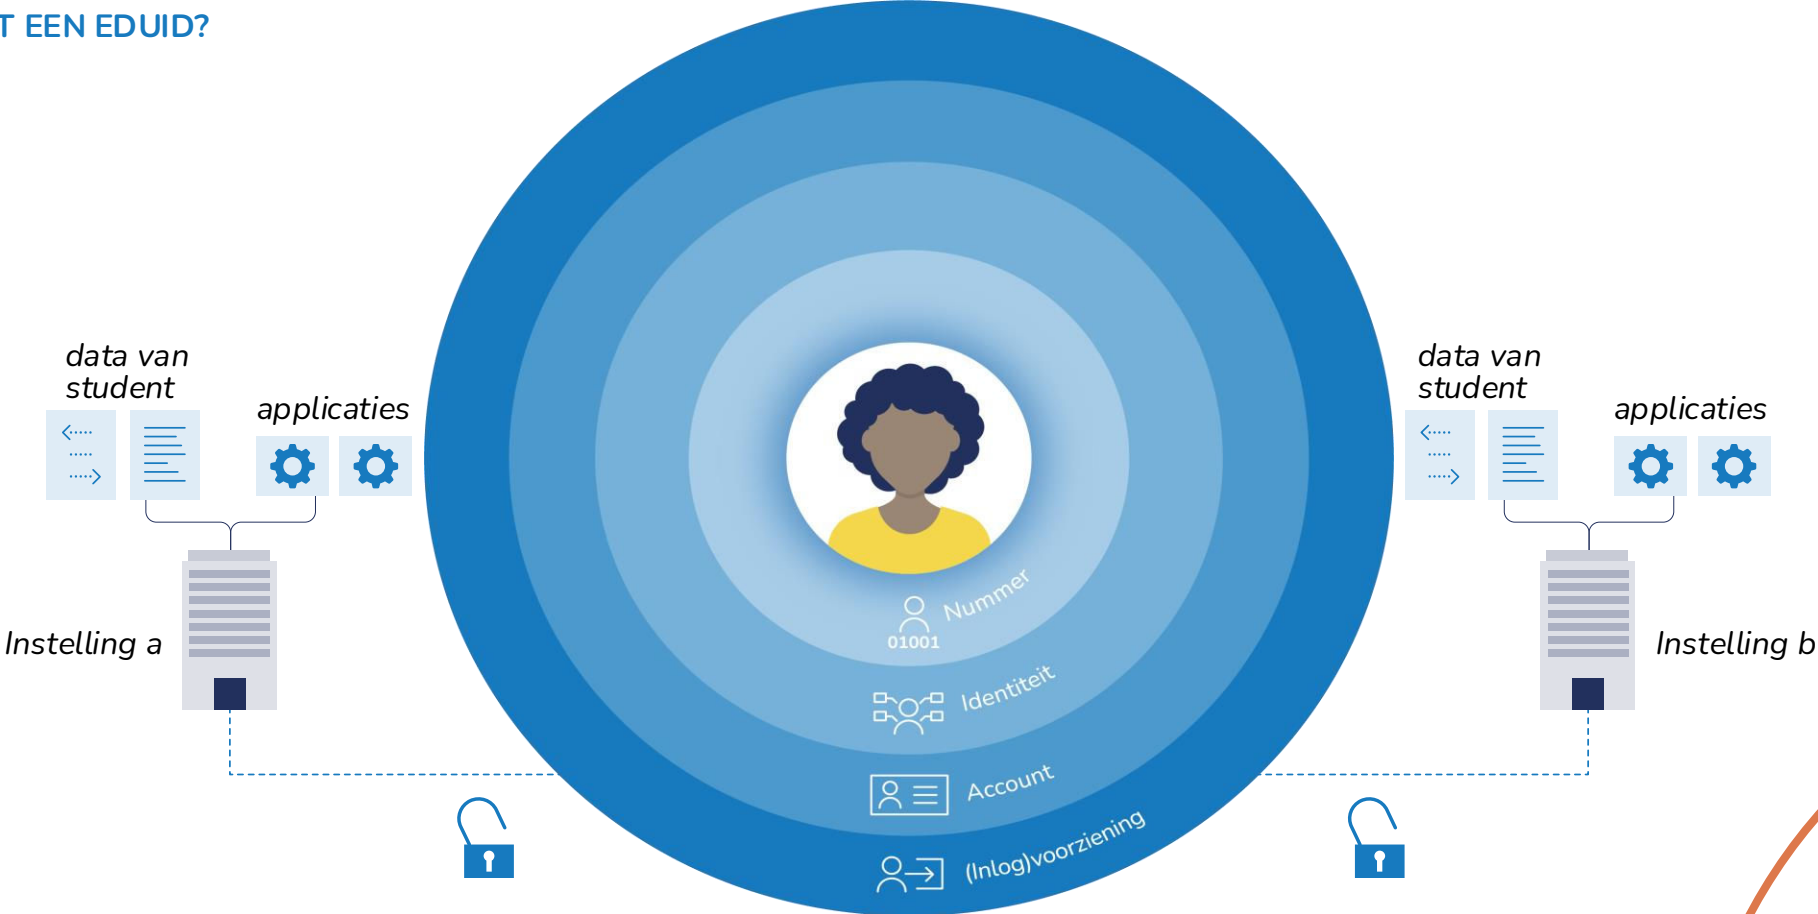 T EEN EDUID?
data van
student
applicaties
Instelling a
Nummer
01001
Identiteit
Account
(Inlog)voorziening
data van
student
applicaties
Instelling b